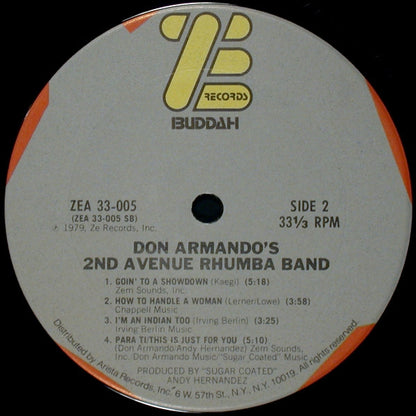 ZE
RECORDS
BUDDAH
ZEA 33-005
(ZEA 33-005 SB)
℗ 1979, Ze Records, Inc.
SIDE 2
33⅓ RPM
DON ARMANDO'S
2ND AVENUE RHUMBA BAND
1. GOIN' TO A SHOWDOWN (Kaegi) (5:18)
Zem Sounds, Inc.
2. HOW TO HANDLE A WOMAN (Lerner/Lowe) (3:58)
Chappell Music
3. I'M AN INDIAN TOO (Irving Berlin) (3:25)
Irving Berlin Music
4. PARA TI/THIS IS JUST FOR YOU (5:10)
(Don Armando/Andy Hernandez) Zem Sounds,
Inc. Don Armando Music/"Sugar Coated" Music
PRODUCED BY "SUGAR COATED"
ANDY HERNANDEZ
Distributed by Arista Records, Inc., 6 W. 57th St., N.Y., N.Y. 10019. All rights reserved.